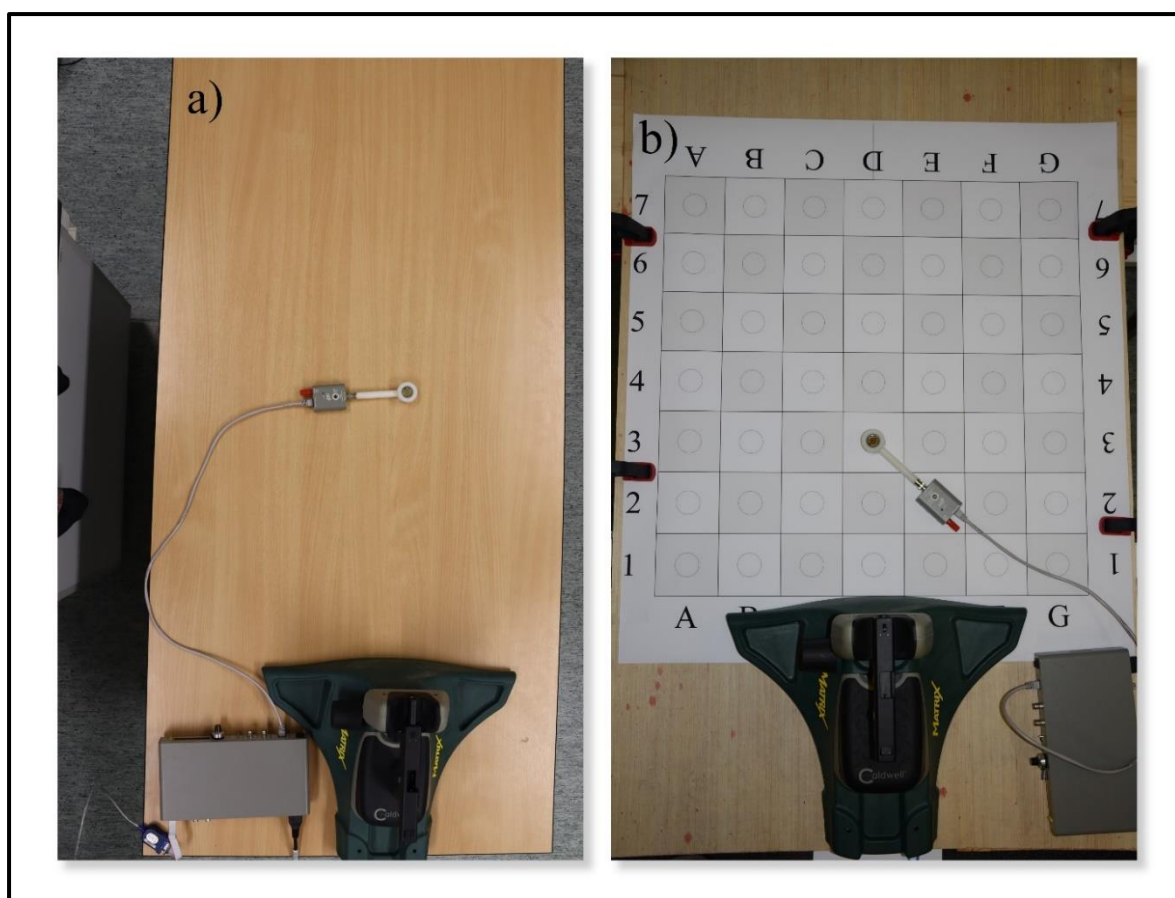 a)
MATRIX
MATRIX
Caldwell
b)
A B C D E F G
7 7
6 6
5 5
4 4
3 3
2 2
1 1
A B G
MATRIX
MATRIX
Caldwell